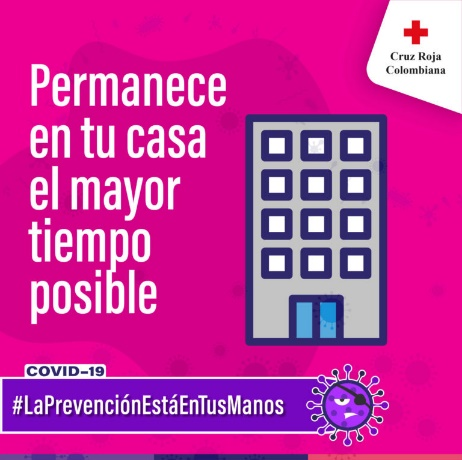 Cruz Roja
Colombiana
Permanece
en tu casa
el mayor
tiempo
posible
COVID-19
#LaPrevenciónEstáEnTusManos